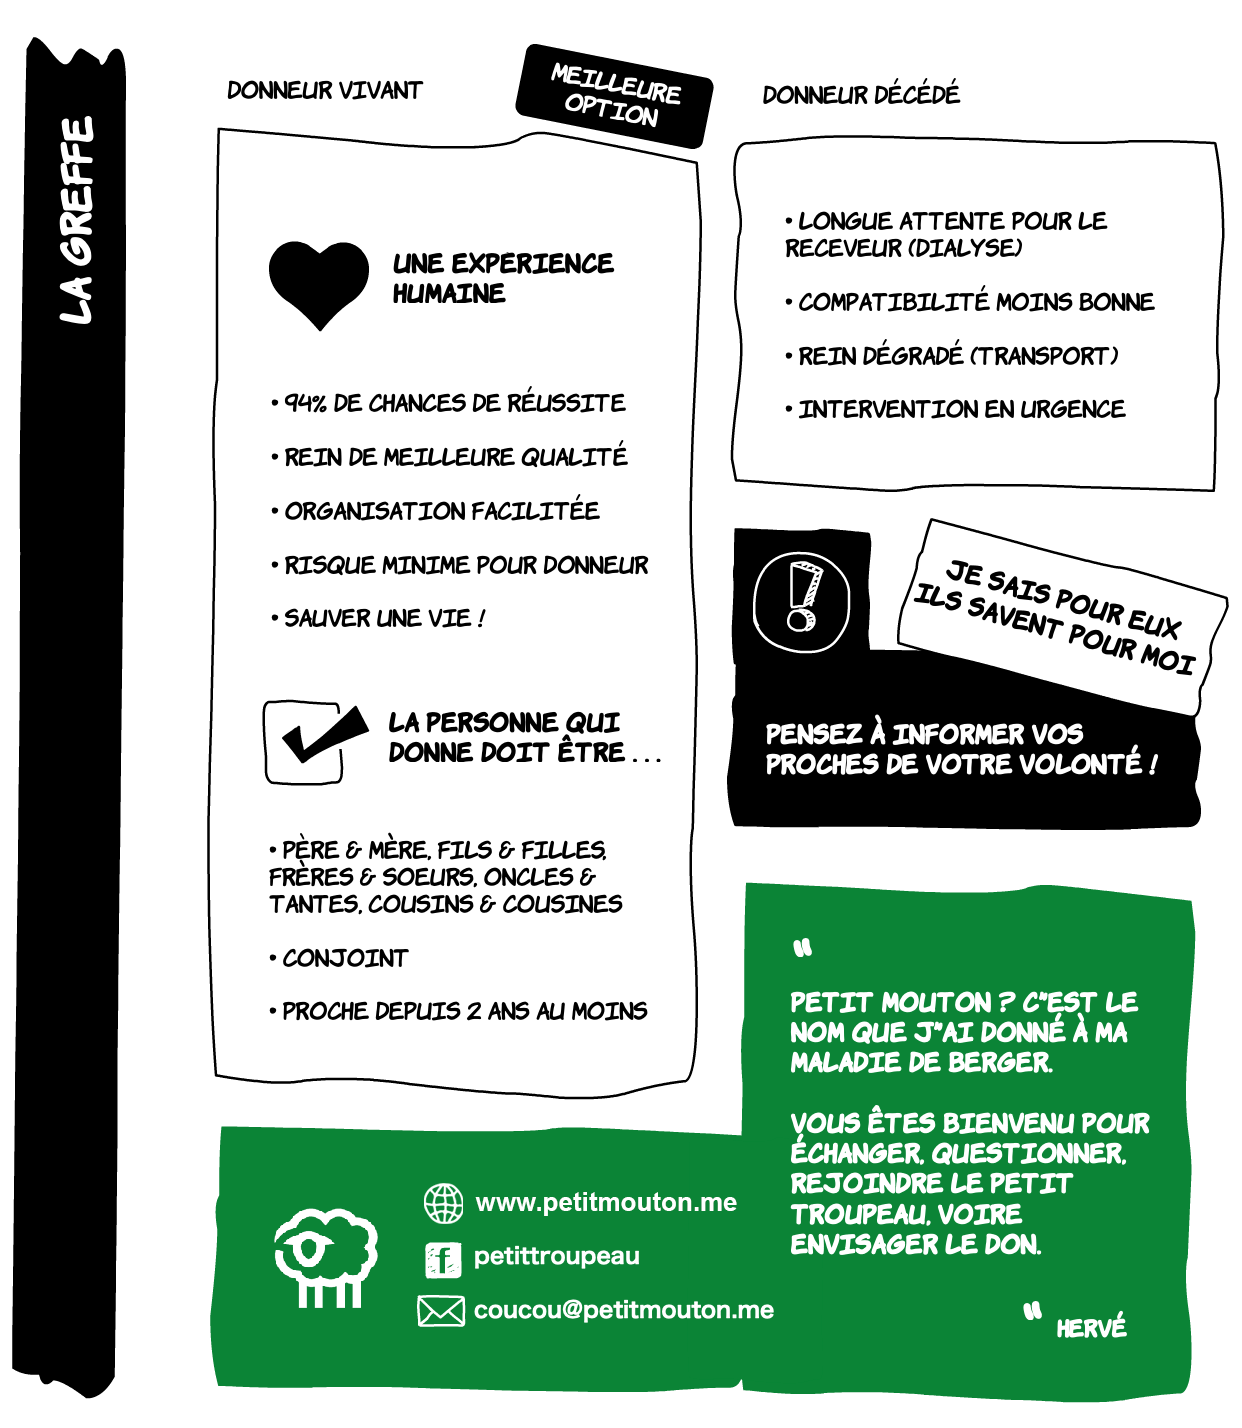 LA GREFFE
DONNEUR VIVANT
MEILLEURE
OPTION
UNE EXPERIENCE
HUMAINE
• 94% DE CHANCES DE RÉUSSITE
• REIN DE MEILLEURE QUALITÉ
• ORGANISATION FACILITÉE
• RISQUE MINIME POUR DONNEUR
• SAUVER UNE VIE !
LA PERSONNE QUI
DONNE DOIT ÊTRE . . .
• PÈRE & MÈRE, FILS & FILLES,
FRÈRES & SOEURS, ONCLES &
TANTES, COUSINS & COUSINES
• CONJOINT
• PROCHE DEPUIS 2 ANS AU MOINS
DONNEUR DÉCÉDÉ
• LONGUE ATTENTE POUR LE
RECEVEUR (DIALYSE)
• COMPATIBILITÉ MOINS BONNE
• REIN DÉGRADÉ (TRANSPORT)
• INTERVENTION EN URGENCE
!
JE SAIS POUR EUX
ILS SAVENT POUR MOI
PENSEZ À INFORMER VOS
PROCHES DE VOTRE VOLONTÉ !
"
PETIT MOUTON ? C"EST LE
NOM QUE J"AI DONNÉ À MA
MALADIE DE BERGER.
VOUS ÊTES BIENVENU POUR
ÉCHANGER, QUESTIONNER,
REJOINDRE LE PETIT
TROUPEAU, VOIRE
ENVISAGER LE DON.
"
HERVÉ
www.petitmouton.me
f petittroupeau
coucou@petitmouton.me